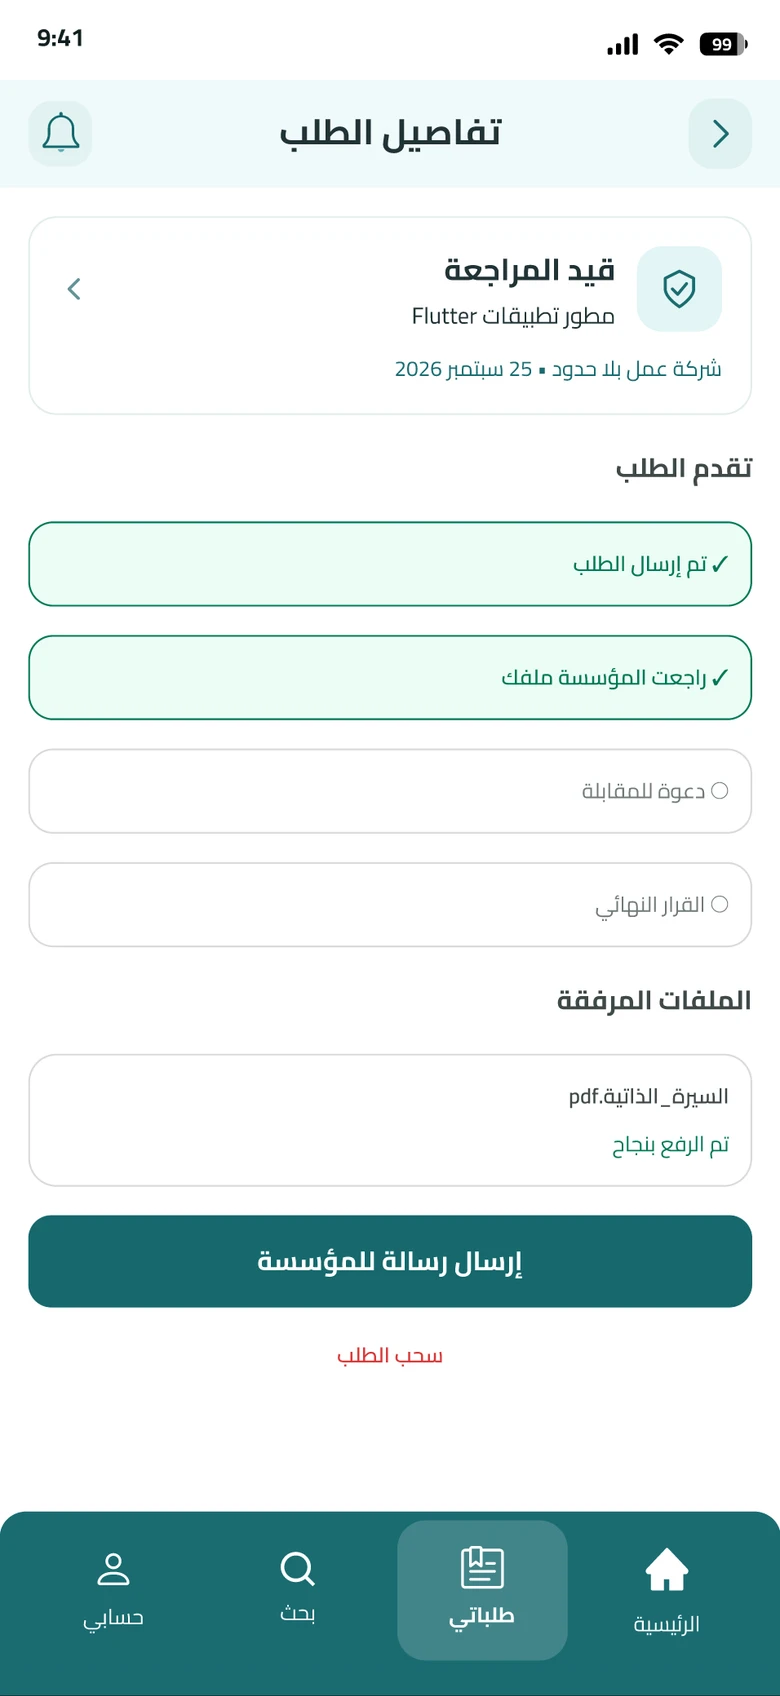 9:41
99
تفاصيل الطلب
قيد المراجعة
مطور تطبيقات Flutter
شركة عمل بلا حدود • 25 سبتمبر 2026
تقدم الطلب
✓ تم إرسال الطلب
✓ راجعت المؤسسة ملفك
○ دعوة للمقابلة
○ القرار النهائي
الملفات المرفقة
السيرة_الذاتية.pdf
تم الرفع بنجاح
إرسال رسالة للمؤسسة
سحب الطلب
الرئيسية
طلباتي
بحث
حسابي